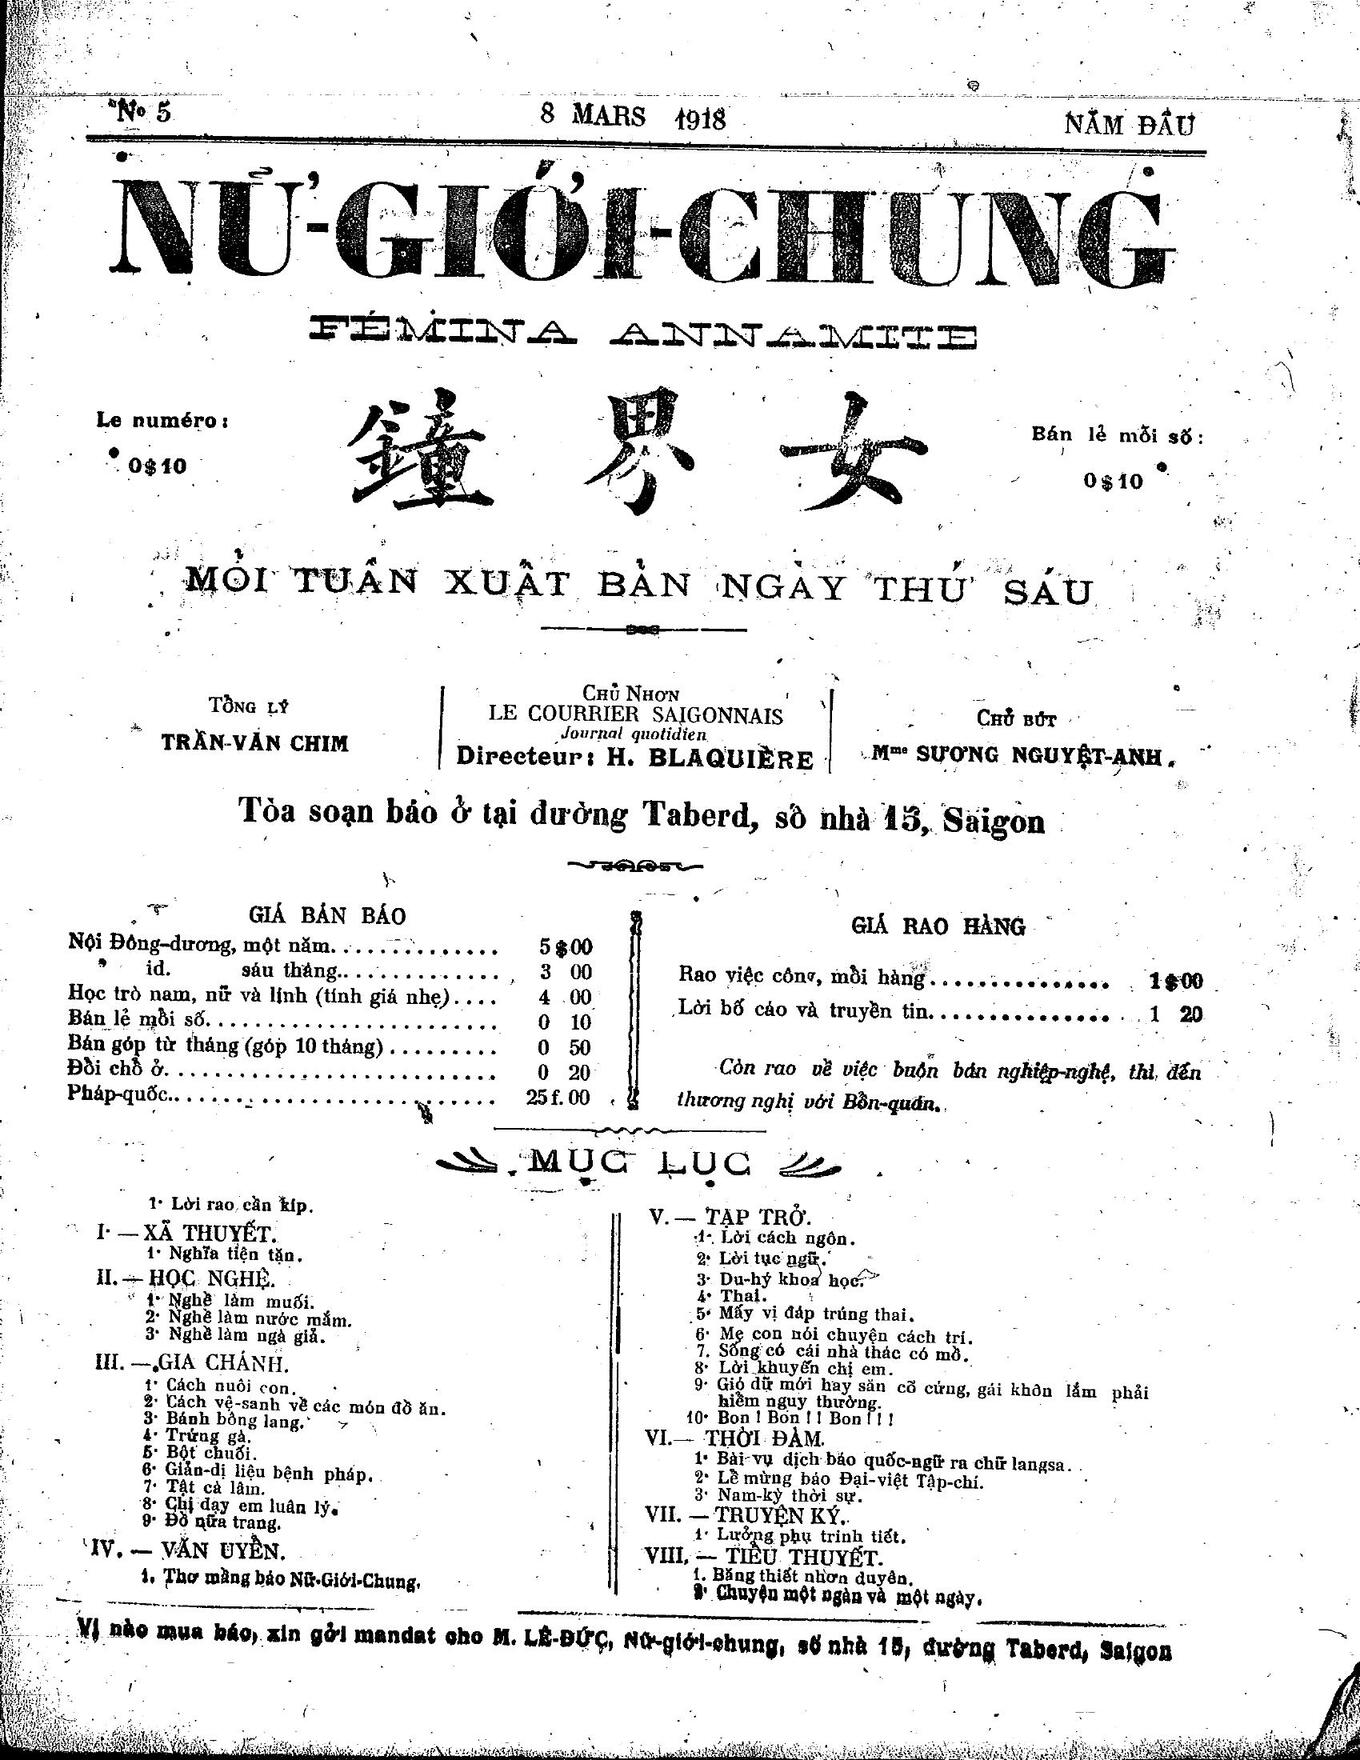 No 5
8 MARS 1918
NĂM ĐẦU
NỮ-GIỚI-CHUNG
FÉMINA ANNAMITE
Le numéro:
0$10
鐘 界 女
Bán lẻ mỗi số:
0$10
MỖI TUẦN XUẤT BẢN NGÀY THỨ SÁU
TỔNG LÝ
TRẦN-VĂN CHIM
CHỦ NHƠN
LE COURRIER SAIGONNAIS
Journal quotidien
Directeur: H. BLAQUIÈRE
CHỦ BÚT
Mme SƯƠNG NGUYỆT-ANH.
Tòa soạn báo ở tại đường Taberd, số nhà 15, Saigon
GIÁ BÁN BÁO
Nội Đông-dương, một năm.............. 5$00
id. sáu tháng.............. 3 00
Học trò nam, nữ và lính (tính giá nhẹ).... 4 00
Bán lẻ mỗi số........................ 0 10
Bán góp từ tháng (góp 10 tháng)......... 0 50
Đổi chỗ ở............................ 0 20
Pháp-quốc............................ 25f.00
GIÁ RAO HÀNG
Rao việc công, mỗi hàng............... 1$00
Lời bố cáo và truyền tin............... 1 20
Còn rao về việc buôn bán nghiệp-nghệ, thì đến
thương nghị với Bổn-quán.
MỤC LỤC
1· Lời rao cần kíp.
I· — XÃ THUYẾT.
1· Nghĩa tiện tặn.
II. — HỌC NGHỆ.
1· Nghề làm muối.
2· Nghề làm nước mắm.
3· Nghề làm ngà giả.
III. — GIA CHÁNH.
1· Cách nuôi con.
2· Cách vệ-sanh về các món đồ ăn.
3· Bánh bông lang.
4· Trứng gà.
5· Bột chuối.
6· Giản-dị liệu bệnh pháp.
7· Tật cà lăm.
8· Chị dạy em luân lý.
9· Đồ nữa trang.
IV. — VĂN UYỂN.
1. Thơ mầng báo Nữ-Giới-Chung.
V. — TẠP TRỞ.
1· Lời cách ngôn.
2· Lời tục ngữ.
3· Du-hý khoa học.
4· Thai.
5· Mấy vị đáp trúng thai.
6· Mẹ con nói chuyện cách trí.
7. Sống có cái nhà thác có mồ.
8· Lời khuyến chị em.
9· Gió dữ mới hay săn cỏ cứng, gái khôn lắm phải
hiểm nguy thường.
10· Bon! Bon!! Bon!!!
VI. — THỜI ĐÀM.
1· Bài vụ dịch báo quốc-ngữ ra chữ langsa.
2· Lễ mừng báo Đại-việt Tập-chí.
3· Nam-kỳ thời sự.
VII. — TRUYỆN KÝ.
1· Lưởng phụ trinh tiết.
VIII. — TIỂU THUYẾT.
1. Băng thiết nhơn duyên.
2· Chuyện một ngàn và một ngày.
Vị nào mua báo, xin gởi mandat cho M. LÊ-ĐỨC, Nữ-giới-chung, số nhà 15, đường Taberd, Saigon